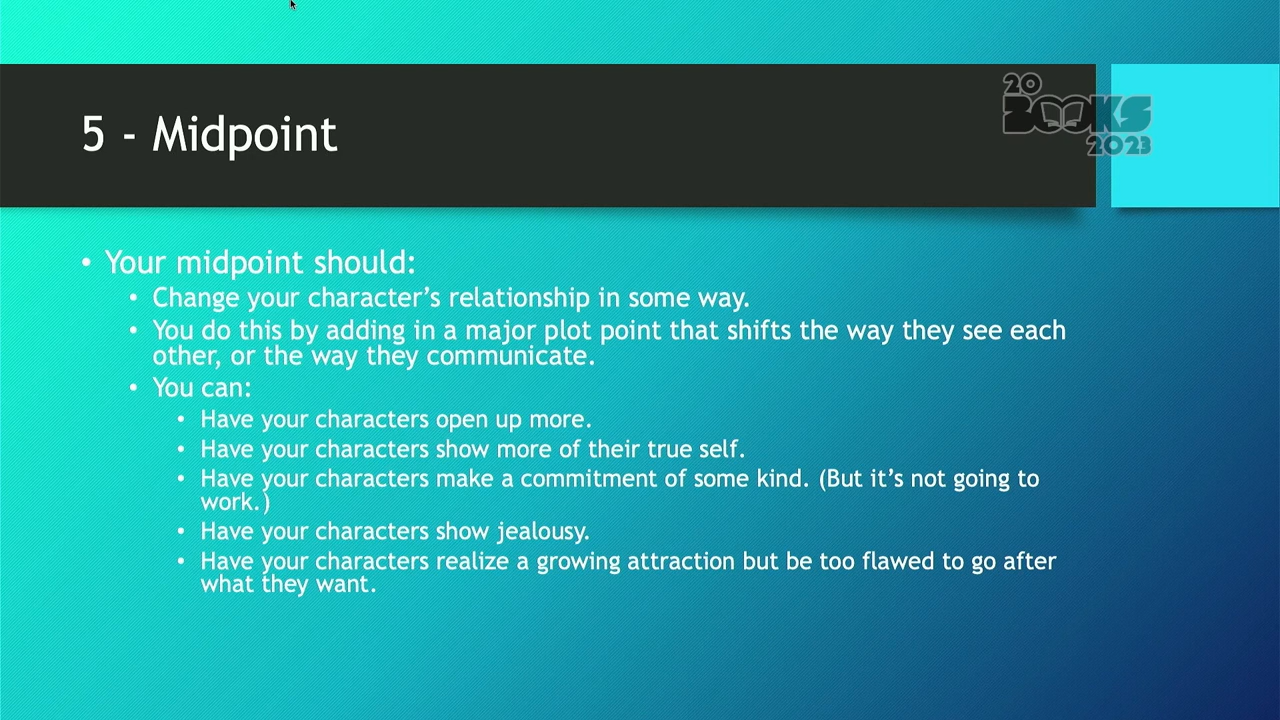 20
BOOKS
2023
5 - Midpoint
• Your midpoint should:
• Change your character’s relationship in some way.
• You do this by adding in a major plot point that shifts the way they see each
other, or the way they communicate.
• You can:
• Have your characters open up more.
• Have your characters show more of their true self.
• Have your characters make a commitment of some kind. (But it’s not going to
work.)
• Have your characters show jealousy.
• Have your characters realize a growing attraction but be too flawed to go after
what they want.